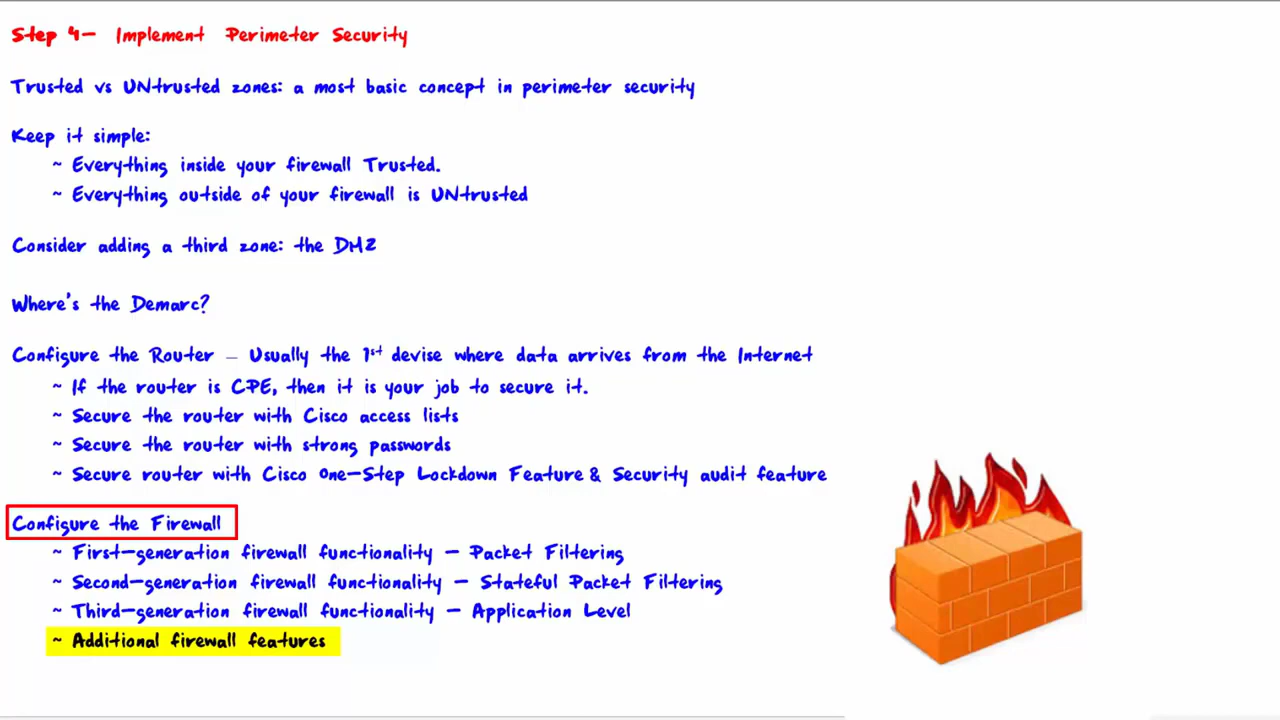 Step 4- Implement Perimeter Security
Trusted vs UNtrusted zones: a most basic concept in perimeter security
Keep it simple:
~ Everything inside your firewall Trusted.
~ Everything outside of your firewall is UNtrusted
Consider adding a third zone: the DMZ
Where's the Demarc?
Configure the Router – Usually the 1st devise where data arrives from the Internet
~ If the router is CPE, then it is your job to secure it.
~ Secure the router with Cisco access lists
~ Secure the router with strong passwords
~ Secure router with Cisco One-Step Lockdown Feature & Security audit feature
Configure the Firewall
~ First-generation firewall functionality - Packet Filtering
~ Second-generation firewall functionality - Stateful Packet Filtering
~ Third-generation firewall functionality - Application Level
~ Additional firewall features